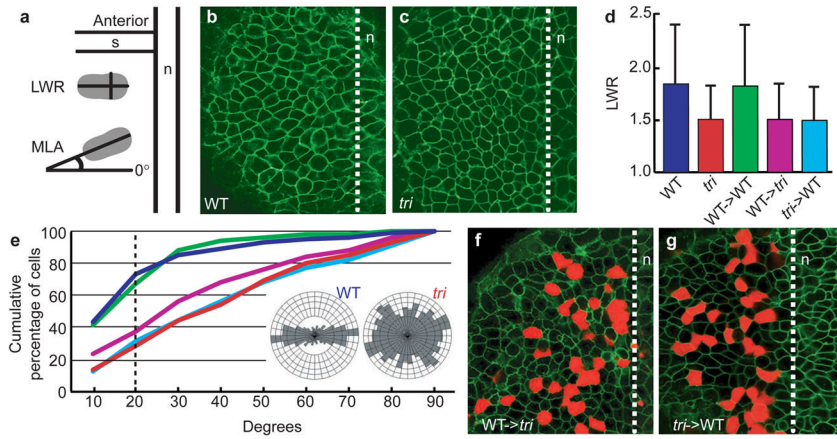 a
Anterior
s
n
LWR
MLA
0°
b
n
WT
c
n
tri
d
LWR
2.5
2.0
1.5
1.0
WT
tri
WT->WT
WT->tri
tri->WT
e
Cumulative
percentage of cells
100
80
60
40
20
0
10 20 30 40 50 60 70 80 90
Degrees
WT
tri
f
n
WT->tri
g
n
tri->WT